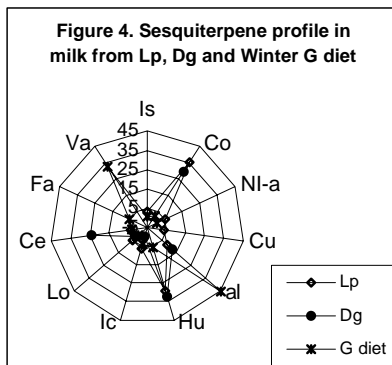 Figure 4. Sesquiterpene profile in
milk from Lp, Dg and Winter G diet
Is
45
35
25
15
5
Co
NI-a
Cu
al
Hu
Ic
Lo
Ce
Fa
Va
Lp
Dg
G diet